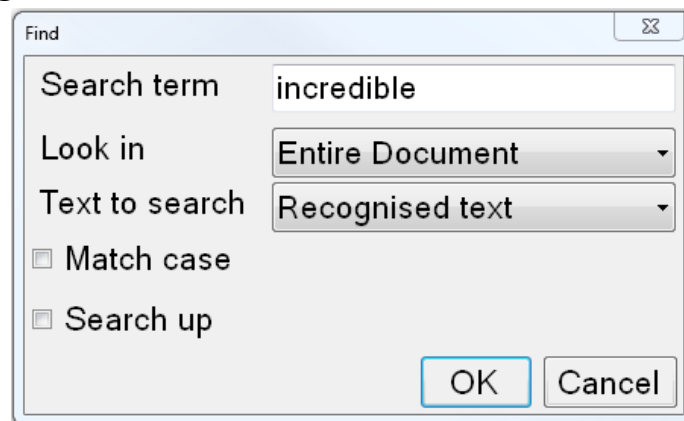 Find
Search term incredible
Look in Entire Document
Text to search Recognised text
Match case
Search up
OK Cancel